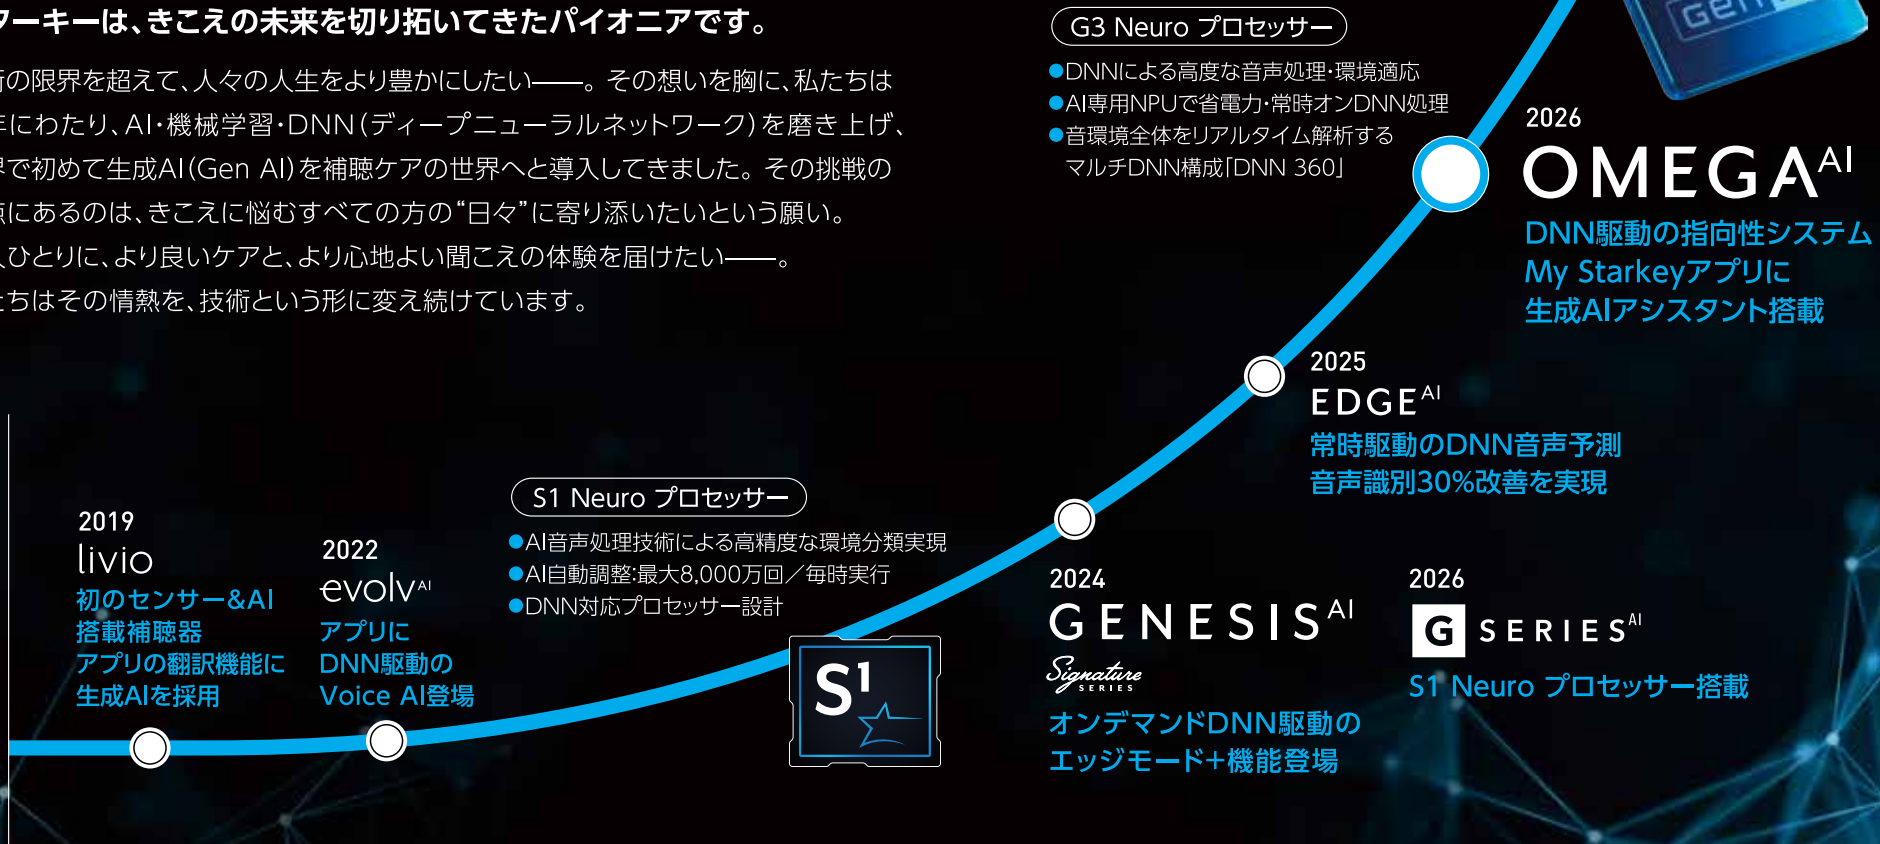 ワーキーは、きこえの未来を切り拓いてきたパイオニアです。
の限界を超えて、人々の人生をより豊かにしたい――。その想いを胸に、私たちは
にわたり、AI・機械学習・DNN（ディープニューラルネットワーク）を磨き上げ、
で初めて生成AI（Gen AI）を補聴ケアの世界へと導入してきました。その挑戦の
にあるのは、きこえに悩むすべての方の“日々”に寄り添いたいという願い。
ひとりに、より良いケアと、より心地よい聞こえの体験を届けたい――。
ちはその情熱を、技術という形に変え続けています。
G3 Neuro プロセッサー
●DNNによる高度な音声処理・環境適応
●AI専用NPUで省電力・常時オンDNN処理
●音環境全体をリアルタイム解析する
マルチDNN構成「DNN 360」
Gen
2026
OMEGA AI
DNN駆動の指向性システム
My Starkeyアプリに
生成AIアシスタント搭載
2025
EDGE AI
常時駆動のDNN音声予測
音声識別30%改善を実現
2019
livio
初のセンサー&AI
搭載補聴器
アプリの翻訳機能に
生成AIを採用
2022
evolv AI
アプリに
DNN駆動の
Voice AI登場
S1 Neuro プロセッサー
●AI音声処理技術による高精度な環境分類実現
●AI自動調整:最大8,000万回／毎時実行
●DNN対応プロセッサー設計
S1
2024
GENESIS AI
Signature
SERIES
オンデマンドDNN駆動の
エッジモード+機能登場
2026
G SERIES AI
S1 Neuro プロセッサー搭載